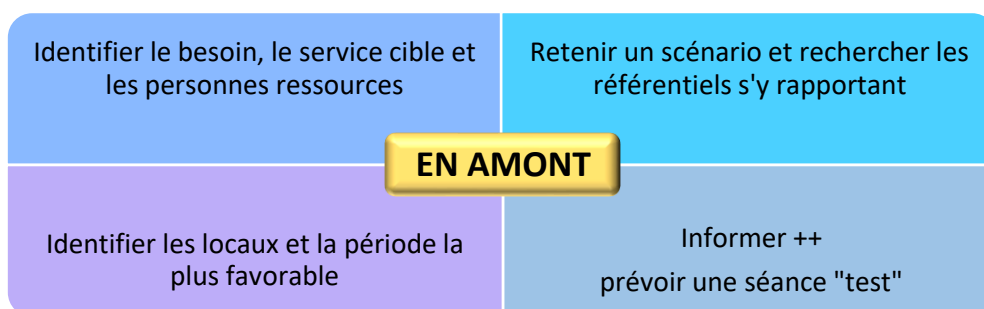 Identifier le besoin, le service cible et
les personnes ressources
Retenir un scénario et rechercher les
référentiels s'y rapportant
EN AMONT
Identifier les locaux et la période la
plus favorable
Informer ++
prévoir une séance "test"